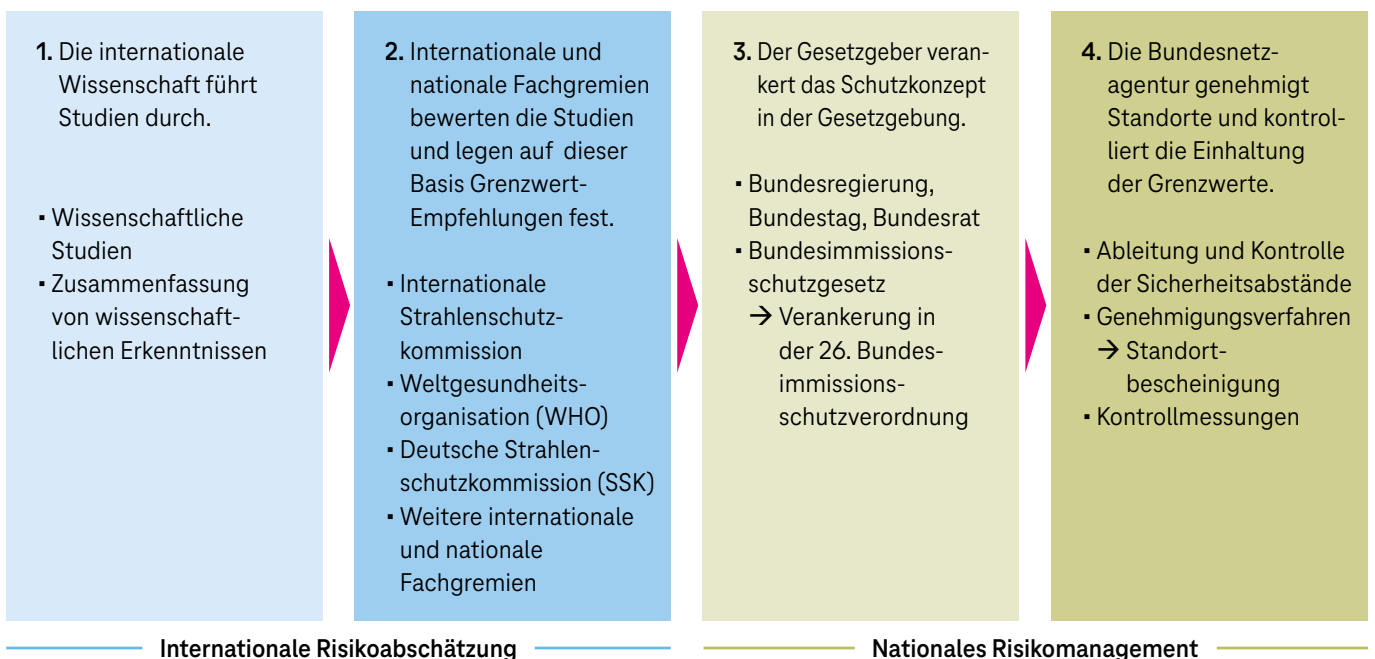 1. Die internationale
Wissenschaft führt
Studien durch.
▪ Wissenschaftliche
Studien
▪ Zusammenfassung
von wissenschaft-
lichen Erkenntnissen
2. Internationale und
nationale Fachgremien
bewerten die Studien
und legen auf dieser
Basis Grenzwert-
Empfehlungen fest.
▪ Internationale
Strahlenschutz-
kommission
▪ Weltgesundheits-
organisation (WHO)
▪ Deutsche Strahlen-
schutzkommission (SSK)
▪ Weitere internationale
und nationale
Fachgremien
3. Der Gesetzgeber veran-
kert das Schutzkonzept
in der Gesetzgebung.
▪ Bundesregierung,
Bundestag, Bundesrat
▪ Bundesimmissions-
schutzgesetz
→ Verankerung in
der 26. Bundes-
immissions-
schutzverordnung
4. Die Bundesnetz-
agentur genehmigt
Standorte und kontrol-
liert die Einhaltung
der Grenzwerte.
▪ Ableitung und Kontrolle
der Sicherheitsabstände
▪ Genehmigungsverfahren
→ Standort-
bescheinigung
▪ Kontrollmessungen
Internationale Risikoabschätzung
Nationales Risikomanagement